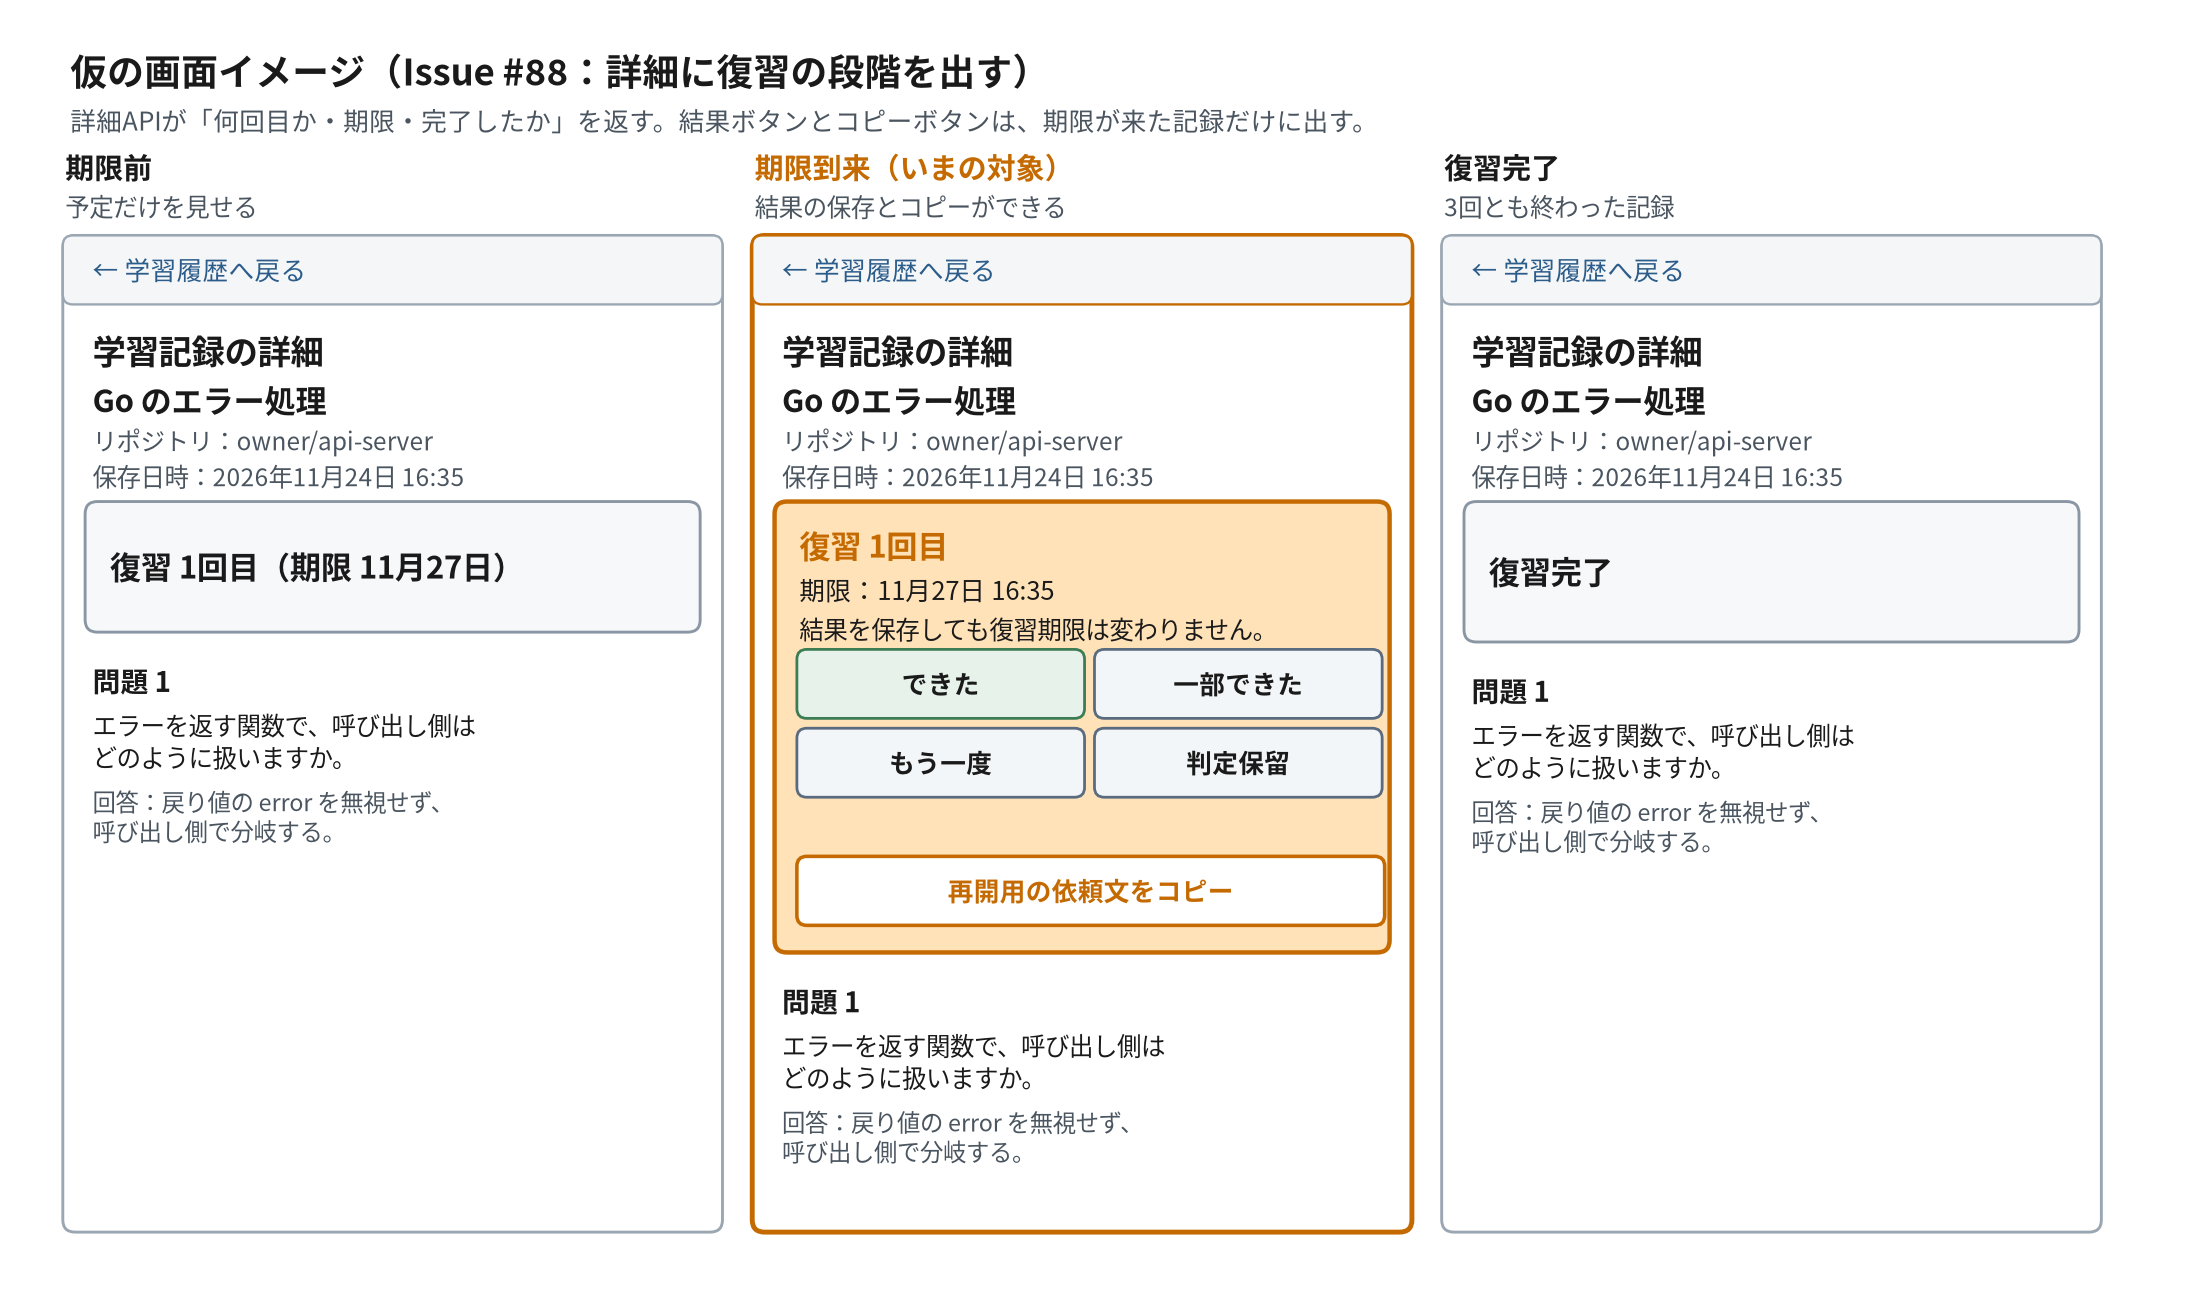 仮の画面イメージ（Issue #88：詳細に復習の段階を出す）
詳細APIが「何回目か・期限・完了したか」を返す。結果ボタンとコピーボタンは、期限が来た記録だけに出す。
期限前
予定だけを見せる
← 学習履歴へ戻る
学習記録の詳細
Go のエラー処理
リポジトリ：owner/api-server
保存日時：2026年11月24日 16:35
復習 1回目（期限 11月27日）
問題 1
エラーを返す関数で、呼び出し側は
どのように扱いますか。
回答：戻り値の error を無視せず、
呼び出し側で分岐する。
期限到来（いまの対象）
結果の保存とコピーができる
← 学習履歴へ戻る
学習記録の詳細
Go のエラー処理
リポジトリ：owner/api-server
保存日時：2026年11月24日 16:35
復習 1回目
期限：11月27日 16:35
結果を保存しても復習期限は変わりません。
できた
一部できた
もう一度
判定保留
再開用の依頼文をコピー
問題 1
エラーを返す関数で、呼び出し側は
どのように扱いますか。
回答：戻り値の error を無視せず、
呼び出し側で分岐する。
復習完了
3回とも終わった記録
← 学習履歴へ戻る
学習記録の詳細
Go のエラー処理
リポジトリ：owner/api-server
保存日時：2026年11月24日 16:35
復習完了
問題 1
エラーを返す関数で、呼び出し側は
どのように扱いますか。
回答：戻り値の error を無視せず、
呼び出し側で分岐する。